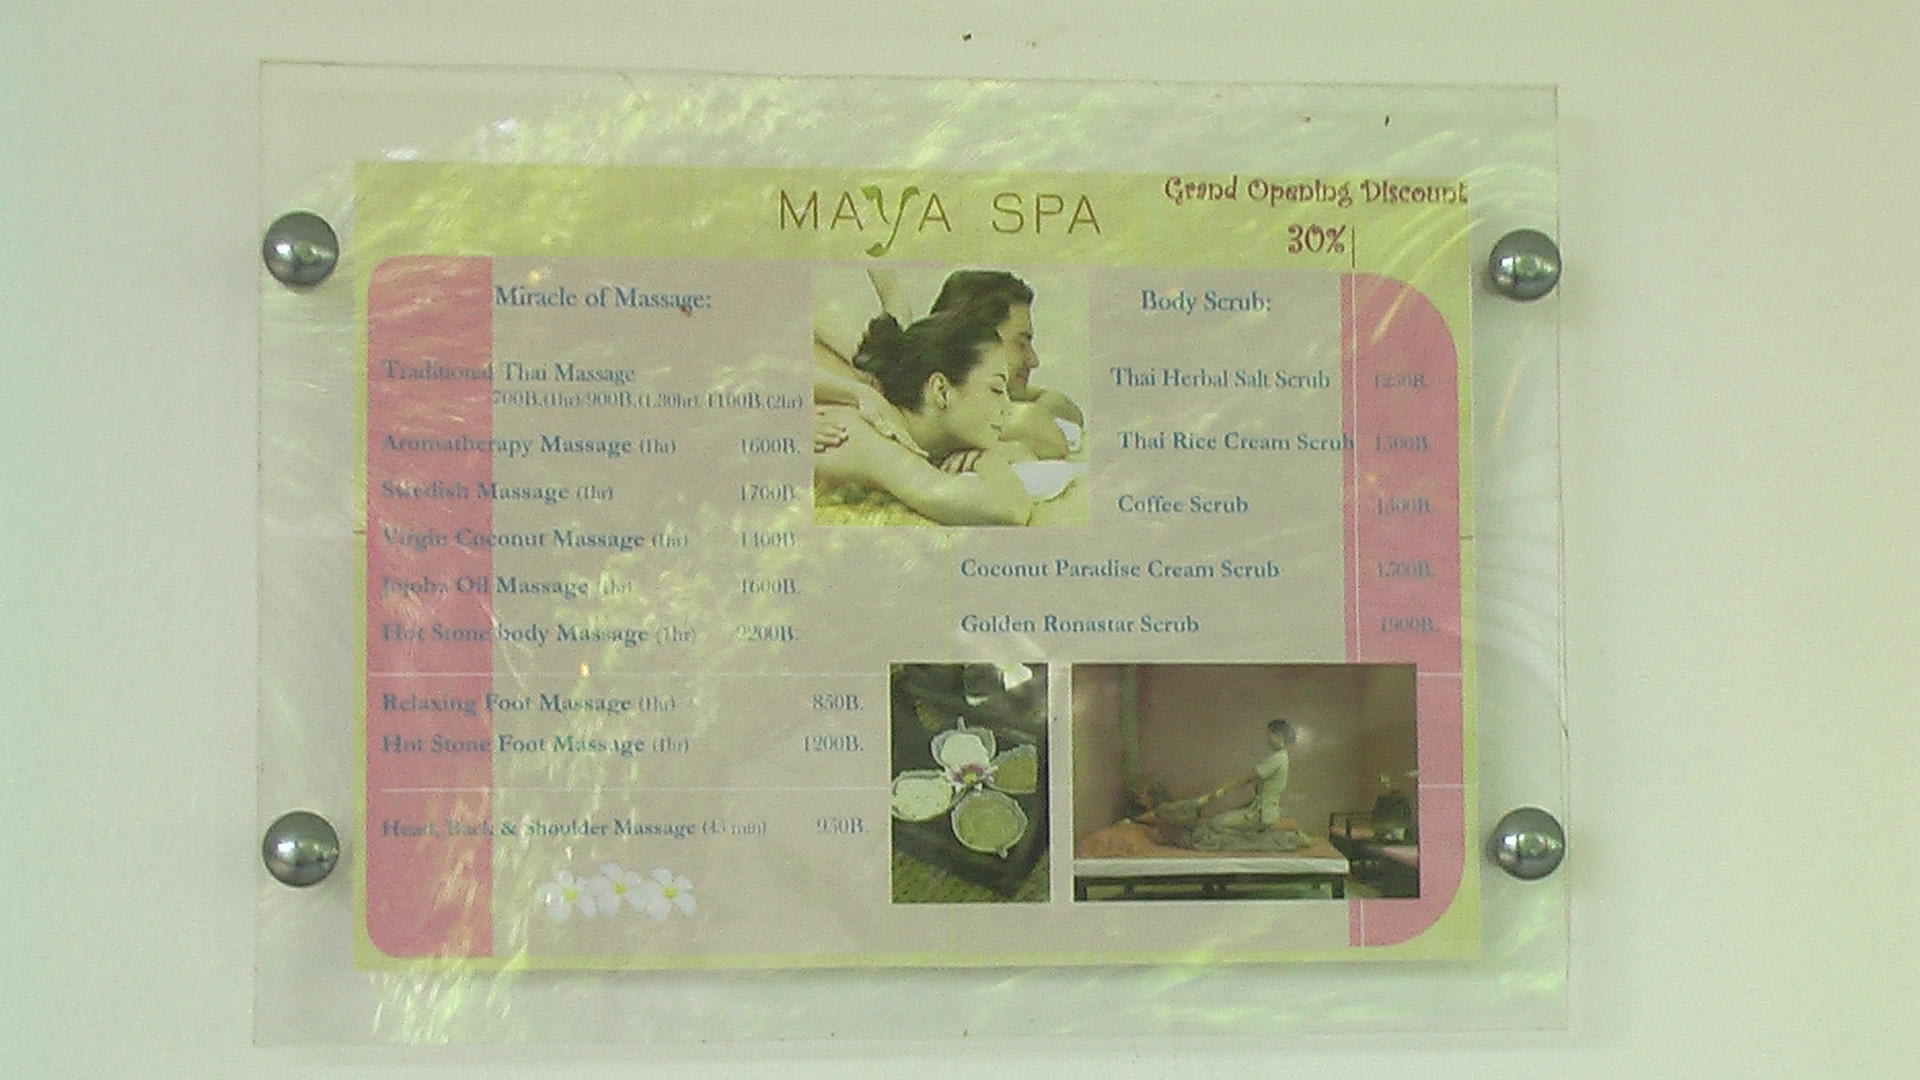 MAYA SPA
Grand Opening Discount
30%
Miracle of Massage:
Traditional Thai Massage
700B.(1hr) 900B.(1.30hr). 1100B.(2hr)
Aromatherapy Massage (1hr) 1600B.
Swedish Massage (1hr) 1700B.
Virgin Coconut Massage (1hr) 1400B.
Jojoba Oil Massage (1hr) 1600B.
Hot Stone body Massage (1hr) 2200B.
Relaxing Foot Massage (1hr) 850B.
Hot Stone Foot Massage (1hr) 1200B.
Head, Back & Shoulder Massage (45 min) 950B.
Body Scrub:
Thai Herbal Salt Scrub 1250B.
Thai Rice Cream Scrub 1500B.
Coffee Scrub
Coconut Paradise Cream Scrub 1500B.
Golden Ronastar Scrub 1900B.